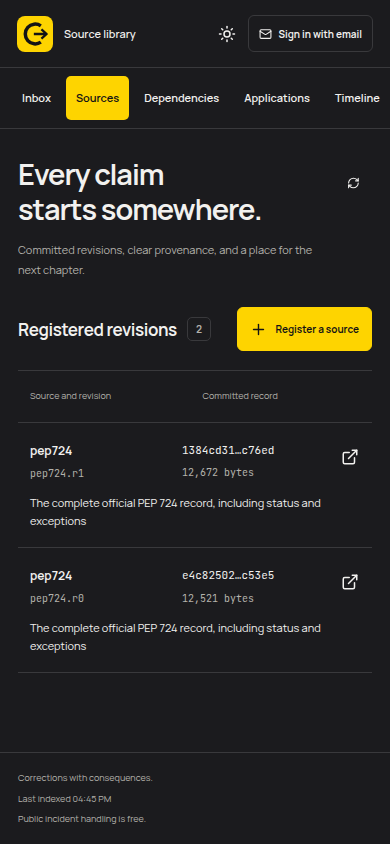 Source library
Sign in with email
Inbox
Sources
Dependencies
Applications
Timeline
Every claim
starts somewhere.
Committed revisions, clear provenance, and a place for the
next chapter.
Registered revisions
2
Register a source
Source and revision
Committed record
pep724
1384cd31…c76ed
pep724.r1
12,672 bytes
The complete official PEP 724 record, including status and
exceptions
pep724
e4c82502…c53e5
pep724.r0
12,521 bytes
The complete official PEP 724 record, including status and
exceptions
Corrections with consequences.
Last indexed 04:45 PM
Public incident handling is free.